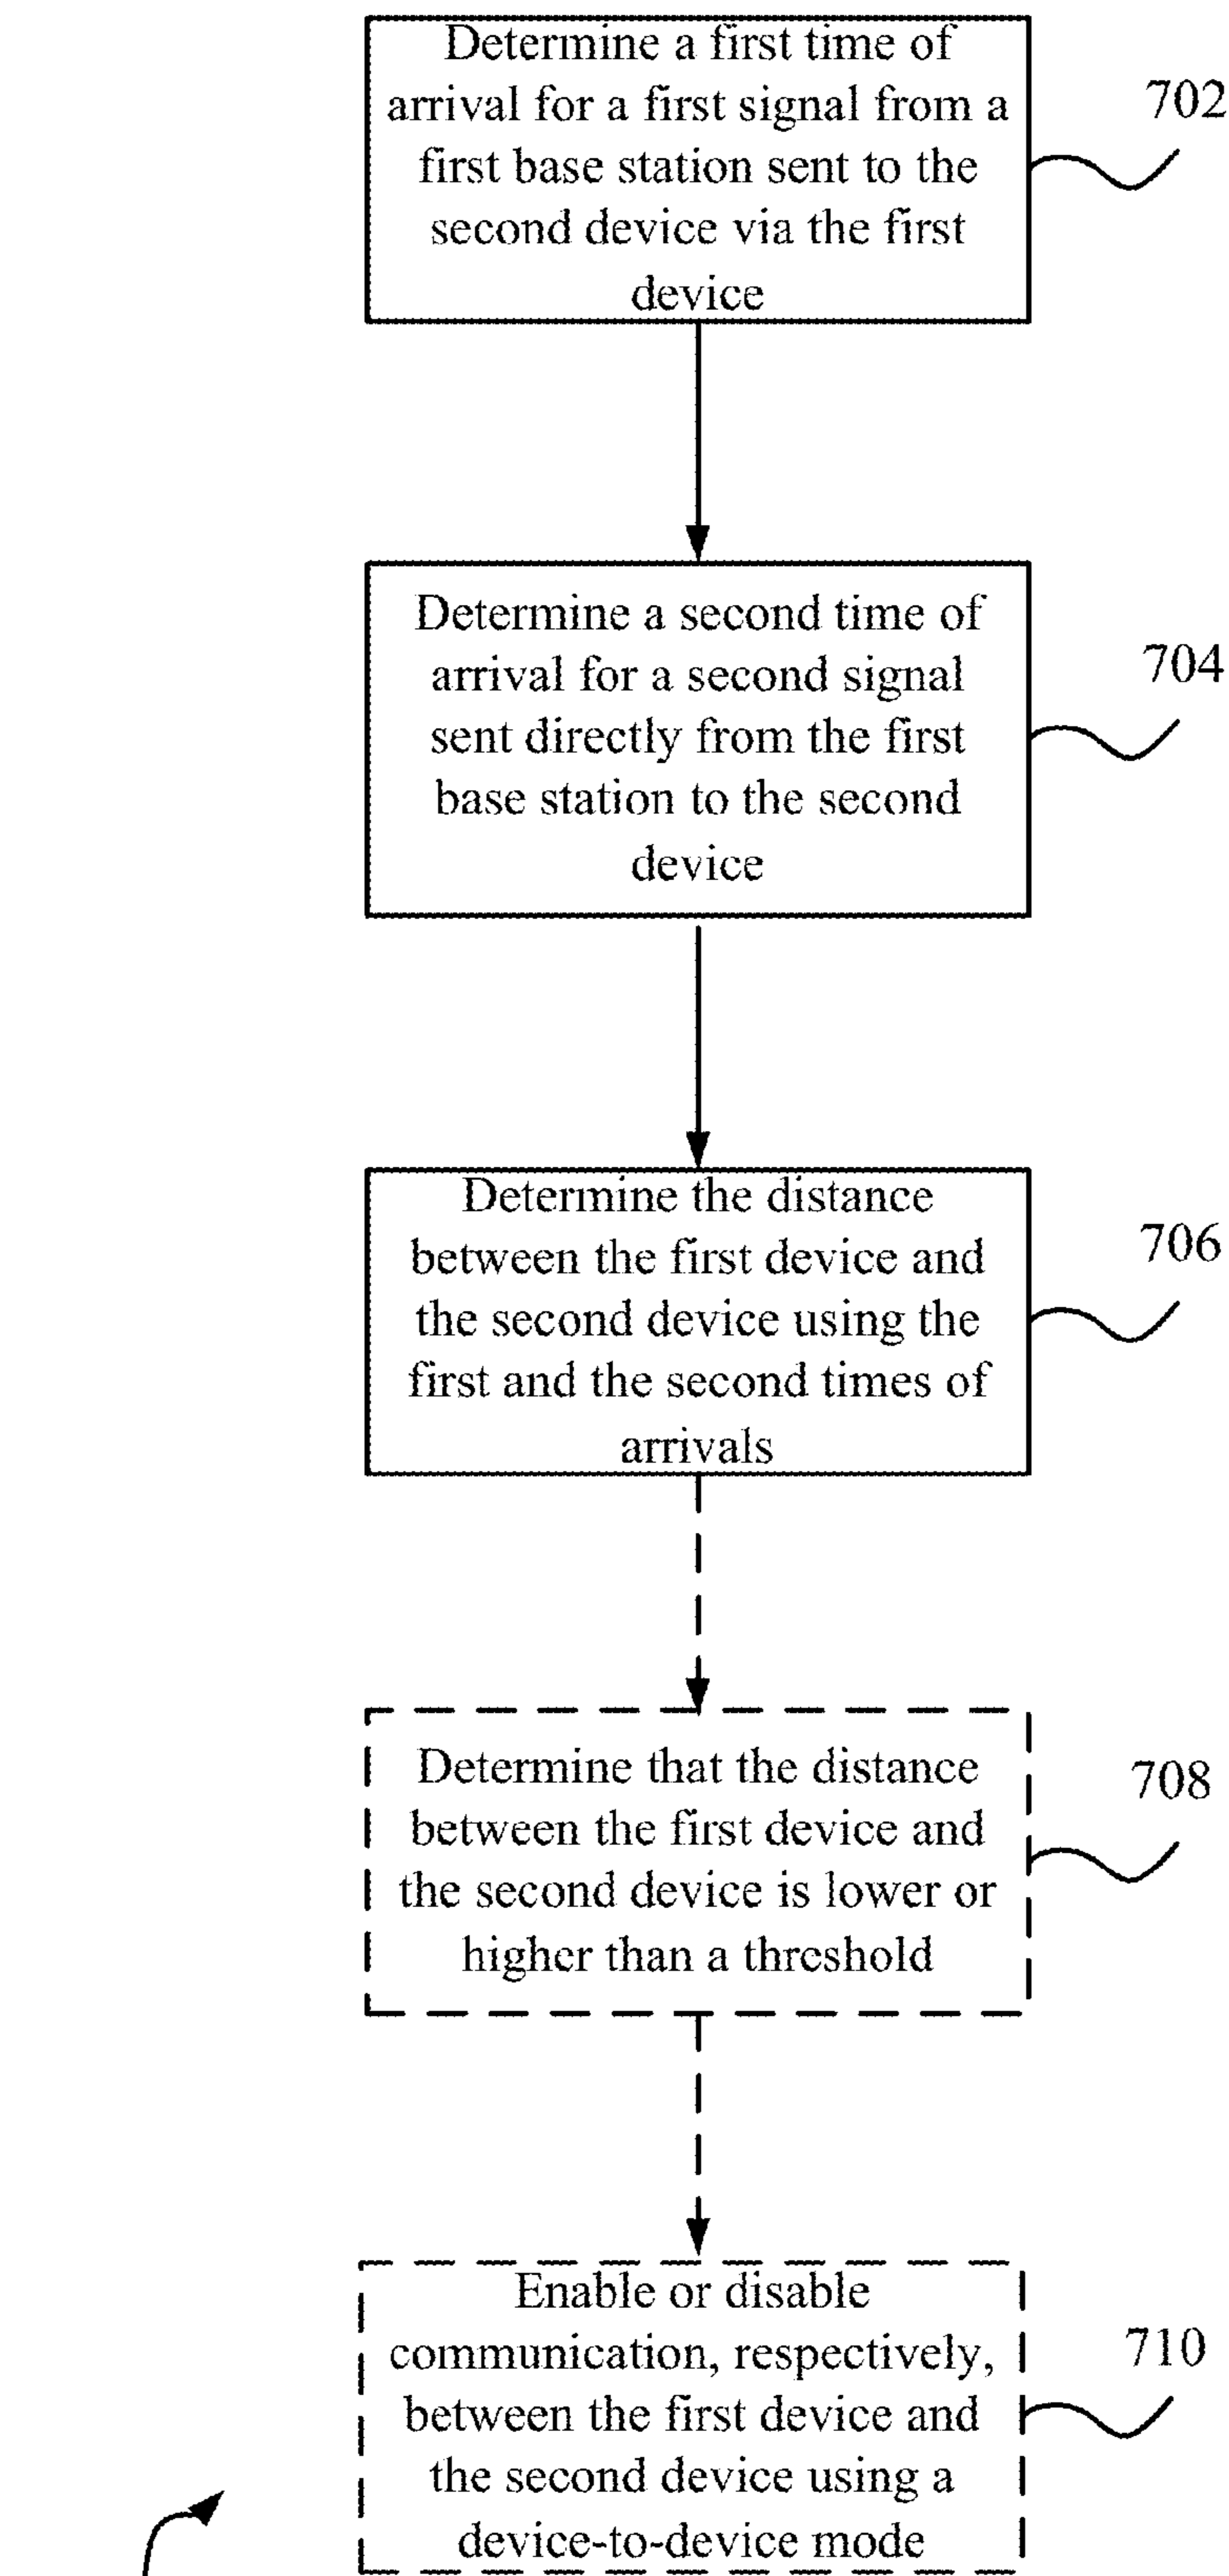 Determine a first time of
arrival for a first signal from a
first base station sent to the
second device via the first
device
702
Determine a second time of
arrival for a second signal
sent directly from the first
base station to the second
device
704
Determine the distance
between the first device and
the second device using the
first and the second times of
arrivals
706
Determine that the distance
between the first device and
the second device is lower or
higher than a threshold
708
Enable or disable
communication, respectively,
between the first device and
the second device using a
device-to-device mode
710